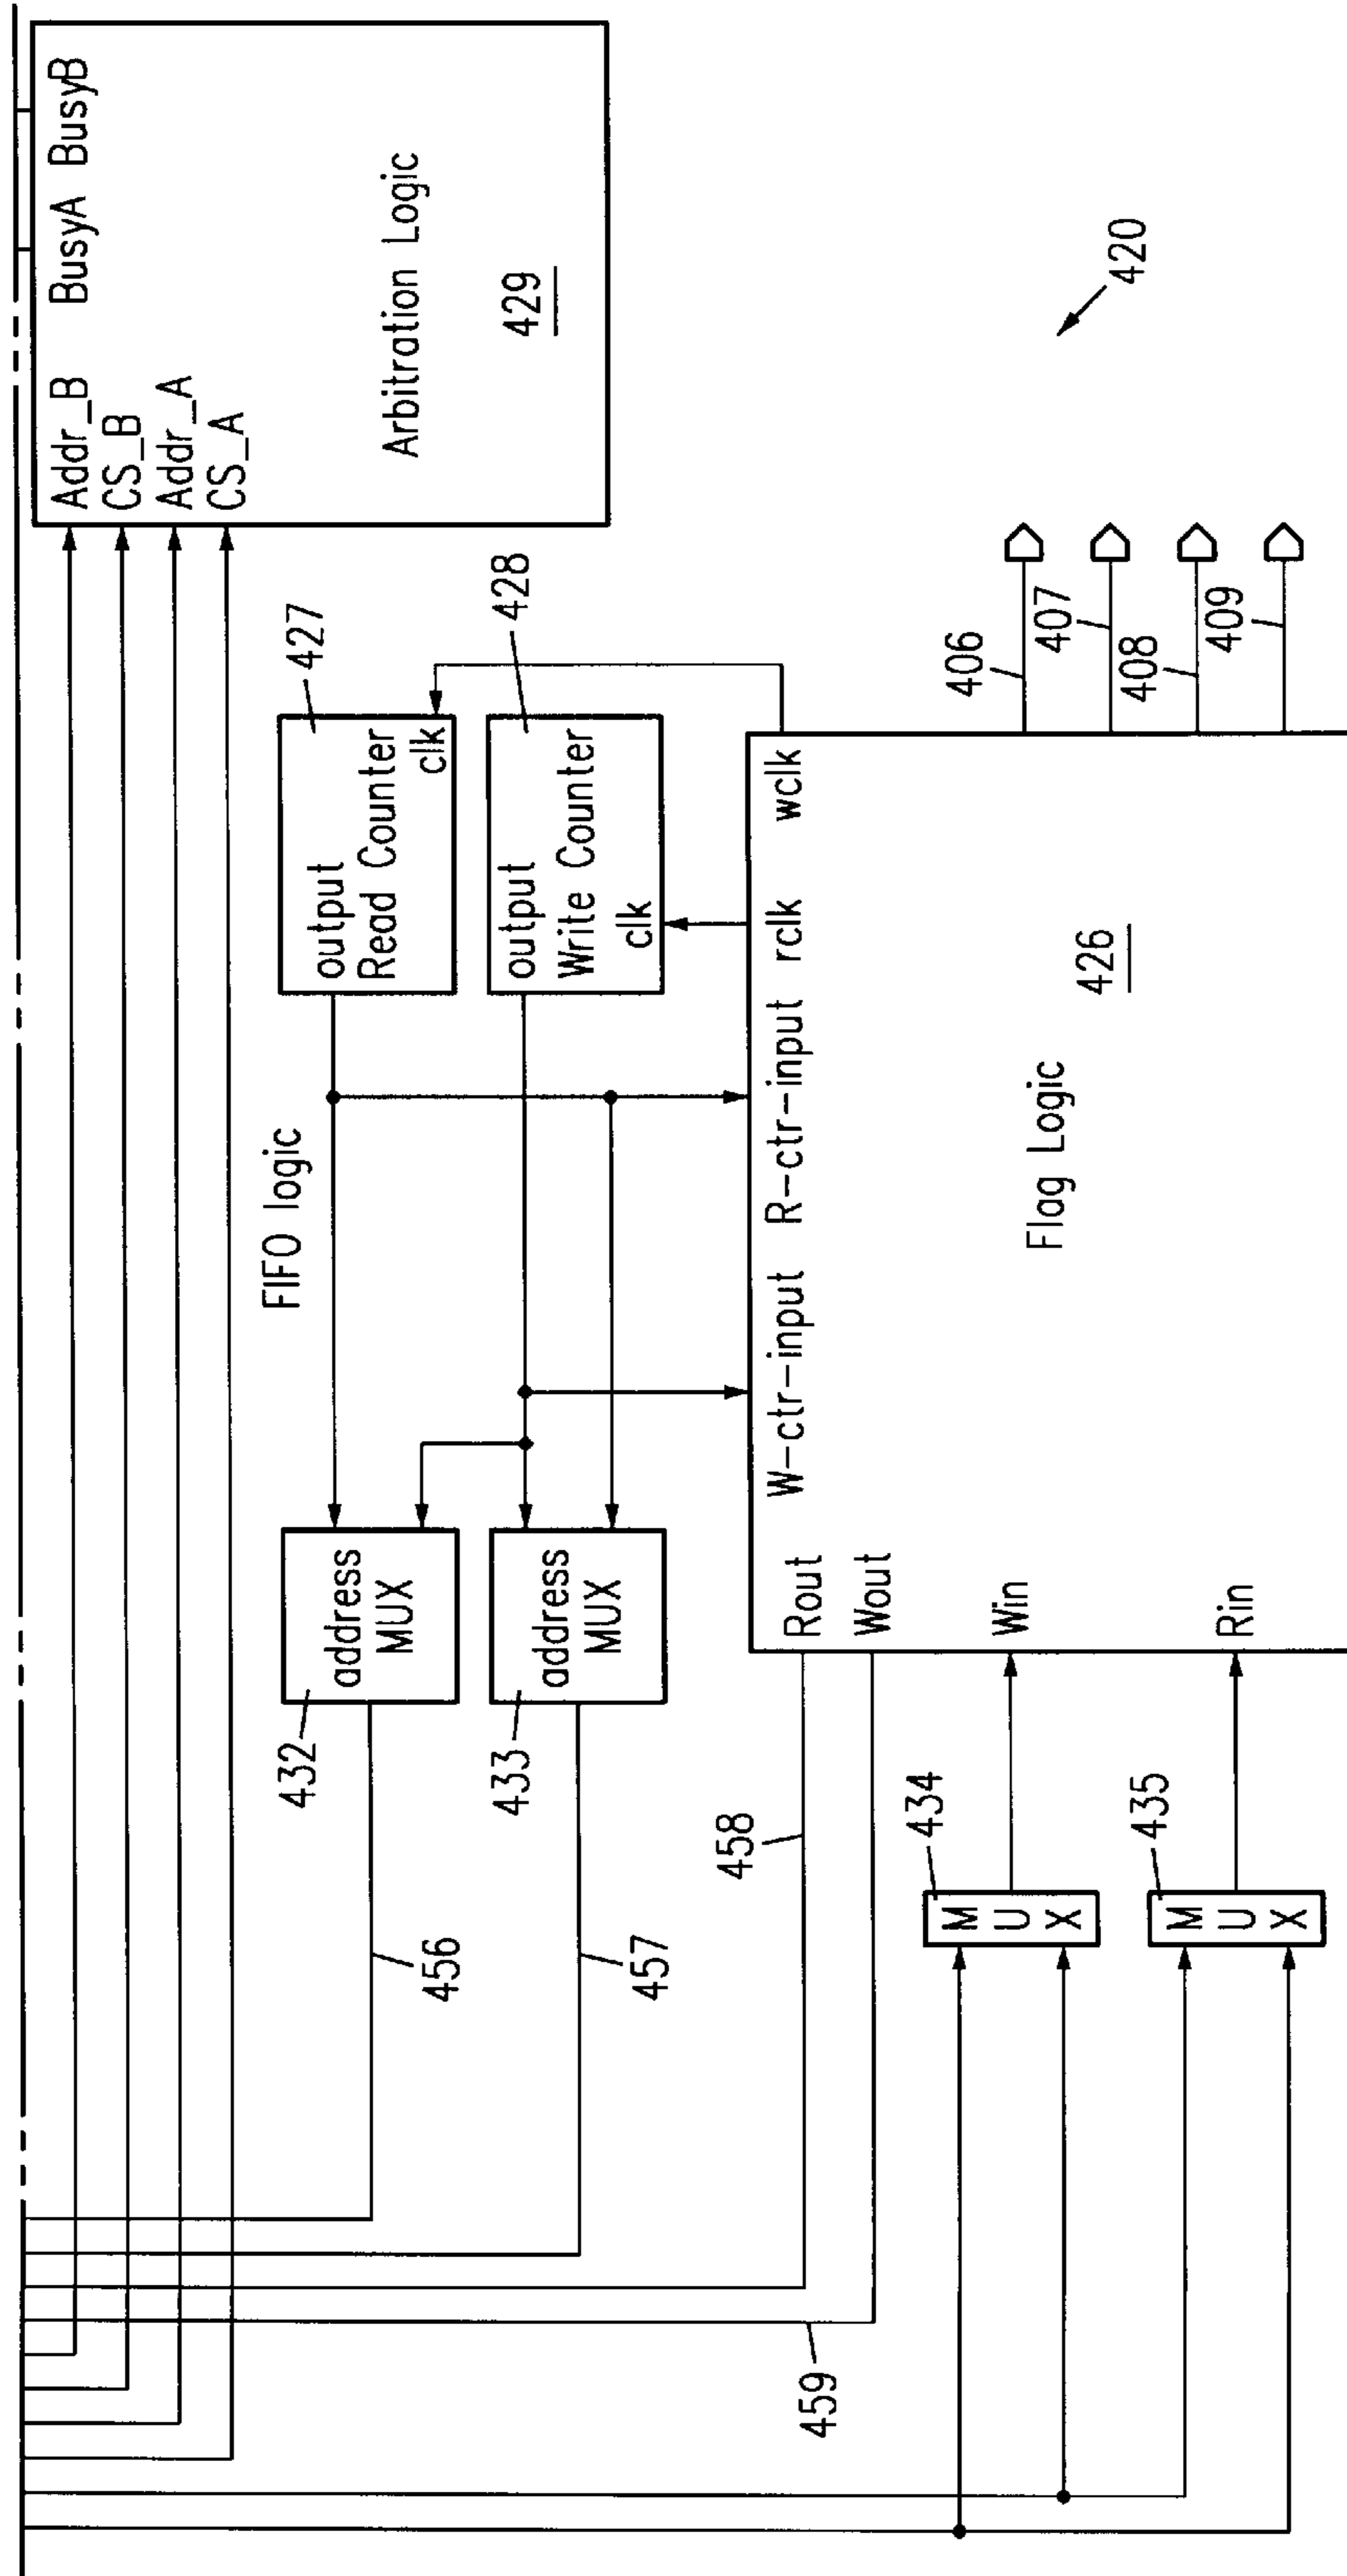 Addr_B BusyA BusyB
CS_B
Addr_A
CS_A
Arbitration Logic
429
FIFO logic
432
address
MUX
output
Read Counter
clk
427
433
address
MUX
output
Write Counter
clk
428
456
457
458
459
Rout
Wout
Win
Rin
W-ctr-input R-ctr-input rclk wclk
Flag Logic
426
434
M
U
X
435
M
U
X
406
407
408
409
420